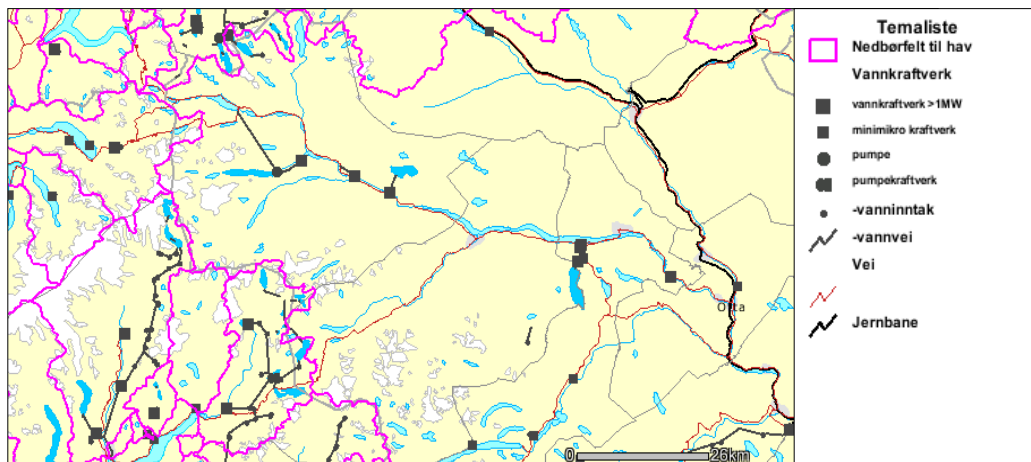 Temaliste
Nedbørfelt til hav
Vannkraftverk
vannkraftverk >1MW
minimikro kraftverk
pumpe
pumpekraftverk
-vanninntak
-vannvei
Vei
Jernbane
Otta
0 26km